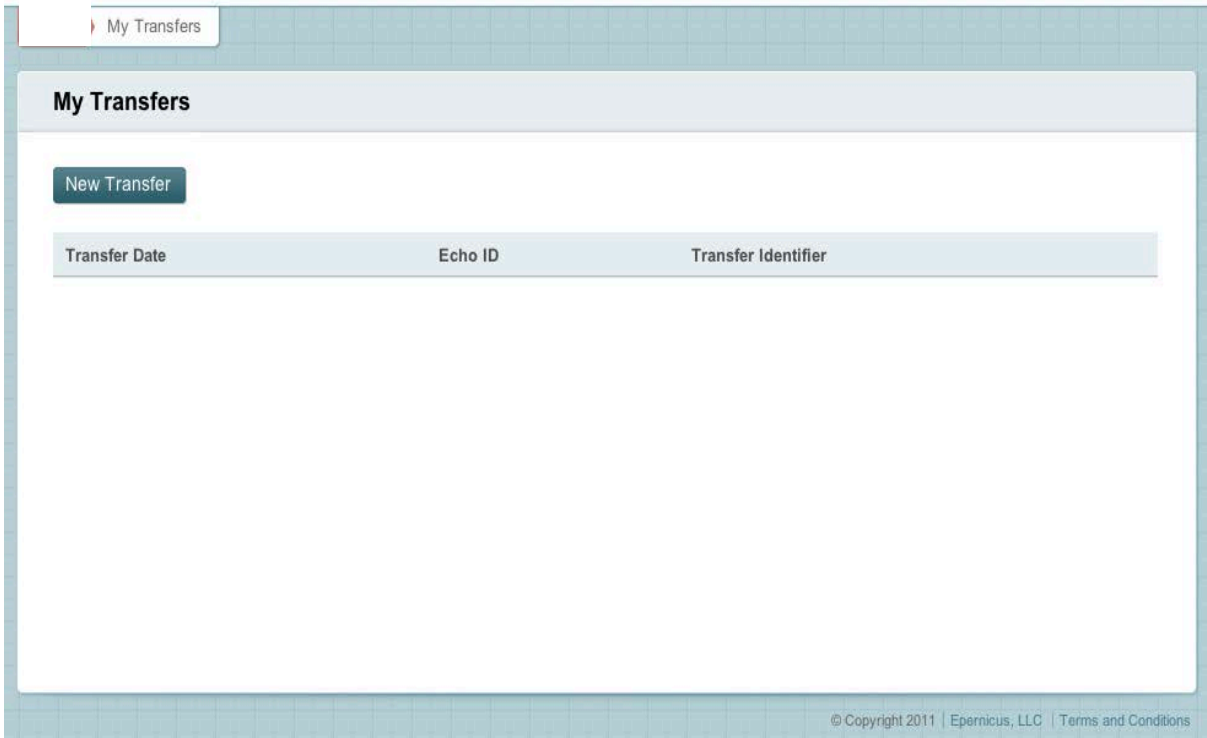 My Transfers
My Transfers
New Transfer
Transfer Date Echo ID Transfer Identifier
© Copyright 2011 | Epernicus, LLC | Terms and Conditions